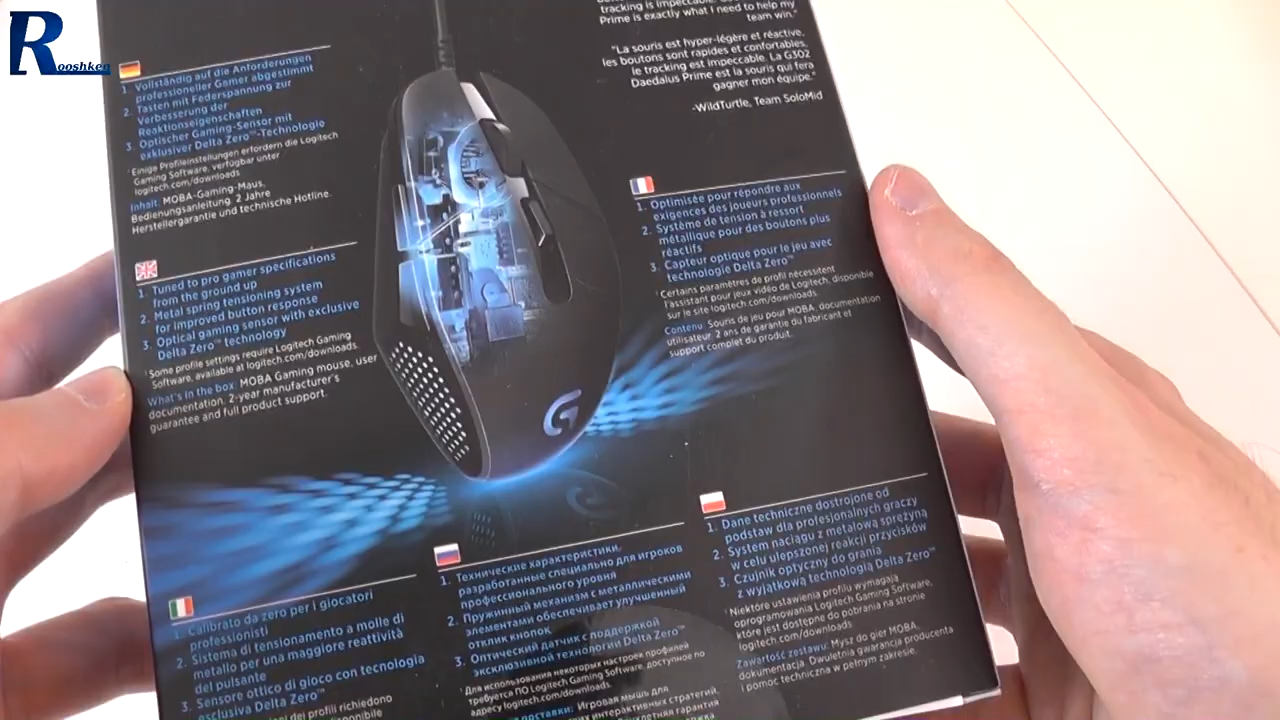 Rooshken
tracking is impeccable.
Prime is exactly what I need to help my
team win."
"La souris est hyper-légère et réactive,
les boutons sont rapides et confortables,
le tracking est impeccable. La G302
Daedalus Prime est la souris qui fera
gagner mon équipe."
-WildTurtle, Team SoloMid
1. Vollständig auf die Anforderungen
professioneller Gamer abgestimmt
2. Tasten mit Federspannung zur
Verbesserung der
Reaktionseigenschaften
3. Optischer Gaming-Sensor mit
exklusiver Delta Zero™-Technologie
¹ Einige Profileinstellungen erfordern die Logitech
Gaming Software, verfügbar unter
logitech.com/downloads
Inhalt: MOBA-Gaming-Maus,
Bedienungsanleitung. 2 Jahre
Herstellergarantie und technische Hotline.
1. Tuned to pro gamer specifications
from the ground up
2. Metal spring tensioning system
for improved button response
3. Optical gaming sensor with exclusive
Delta Zero™ technology
¹ Some profile settings require Logitech Gaming
Software, available at logitech.com/downloads.
What's in the box: MOBA Gaming mouse, user
documentation. 2-year manufacturer's
guarantee and full product support.
1. Optimisée pour répondre aux
exigences des joueurs professionnels
2. Système de tension à ressort
métallique pour des boutons plus
réactifs
3. Capteur optique pour le jeu avec
technologie Delta Zero™
¹ Certains paramètres de profil nécessitent
l'assistant pour jeux vidéo de Logitech, disponible
sur le site logitech.com/downloads.
Contenu: Souris de jeu pour MOBA, documentation
utilisateur. 2 ans de garantie du fabricant et
support complet du produit.
1. Calibrato da zero per i giocatori
professionisti
2. Sistema di tensionamento a molle di
metallo per una maggiore reattività
del pulsante
3. Sensore ottico di gioco con tecnologia
esclusiva Delta Zero™
dei profili richiedono
1. Технические характеристики,
разработанные специально для игроков
профессионального уровня
2. Пружинный механизм с металлическими
элементами обеспечивает улучшенный
отклик кнопок
3. Оптический датчик с поддержкой
эксклюзивной технологии Delta Zero™
¹ Для использования некоторых настроек профилей
требуется ПО Logitech Gaming Software, доступное по
адресу logitech.com/downloads.
поставки: Игровая мышь для
интерактивных стратегий.
гарантия
1. Dane techniczne dostrojone od
podstaw dla profesjonalnych graczy
2. System naciągu z metalową sprężyną
w celu ulepszonej reakcji przycisków
3. Czujnik optyczny do grania
z wyjątkową technologią Delta Zero™
¹ Niektóre ustawienia profilu wymagają
oprogramowania Logitech Gaming Software,
które jest dostępne do pobrania na stronie
logitech.com/downloads
Zawartość zestawu: Mysz do gier MOBA,
dokumentacja. Dwuletnia gwarancja producenta
i pomoc techniczna w pełnym zakresie.